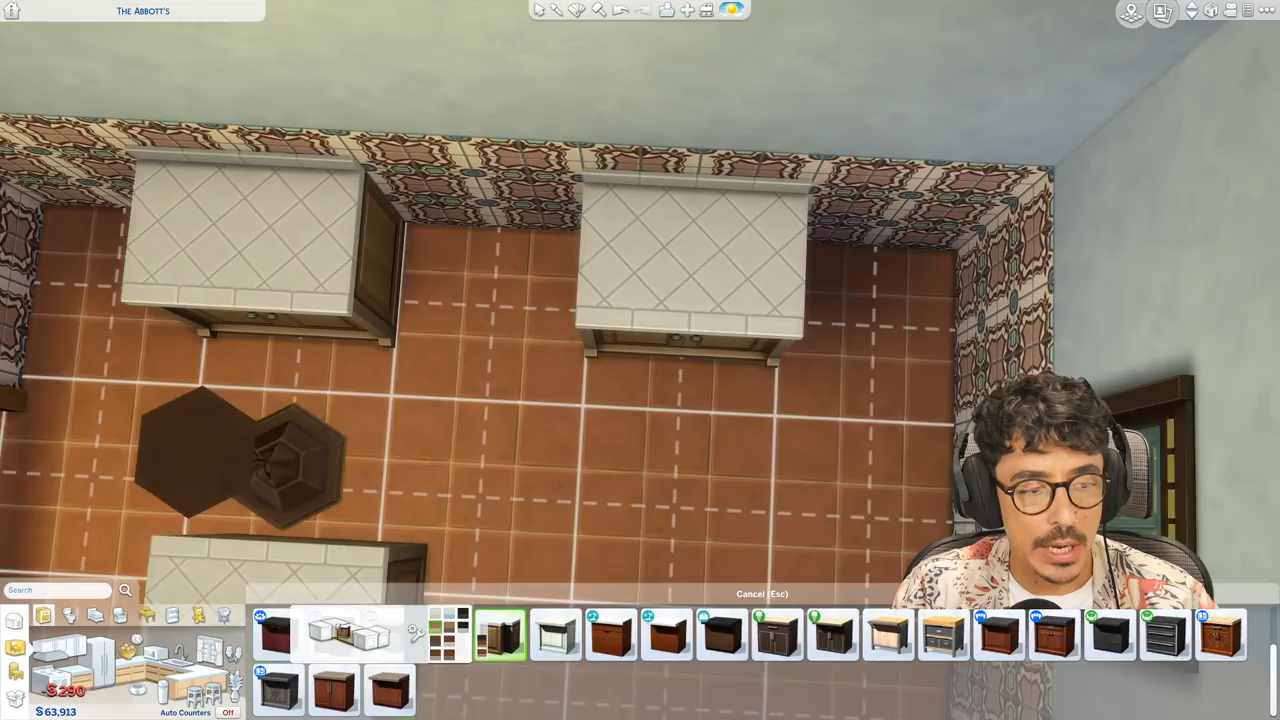 THE ABBOTT'S
Cancel (Esc)
Search
-$290
$63,913
Auto Counters
Off